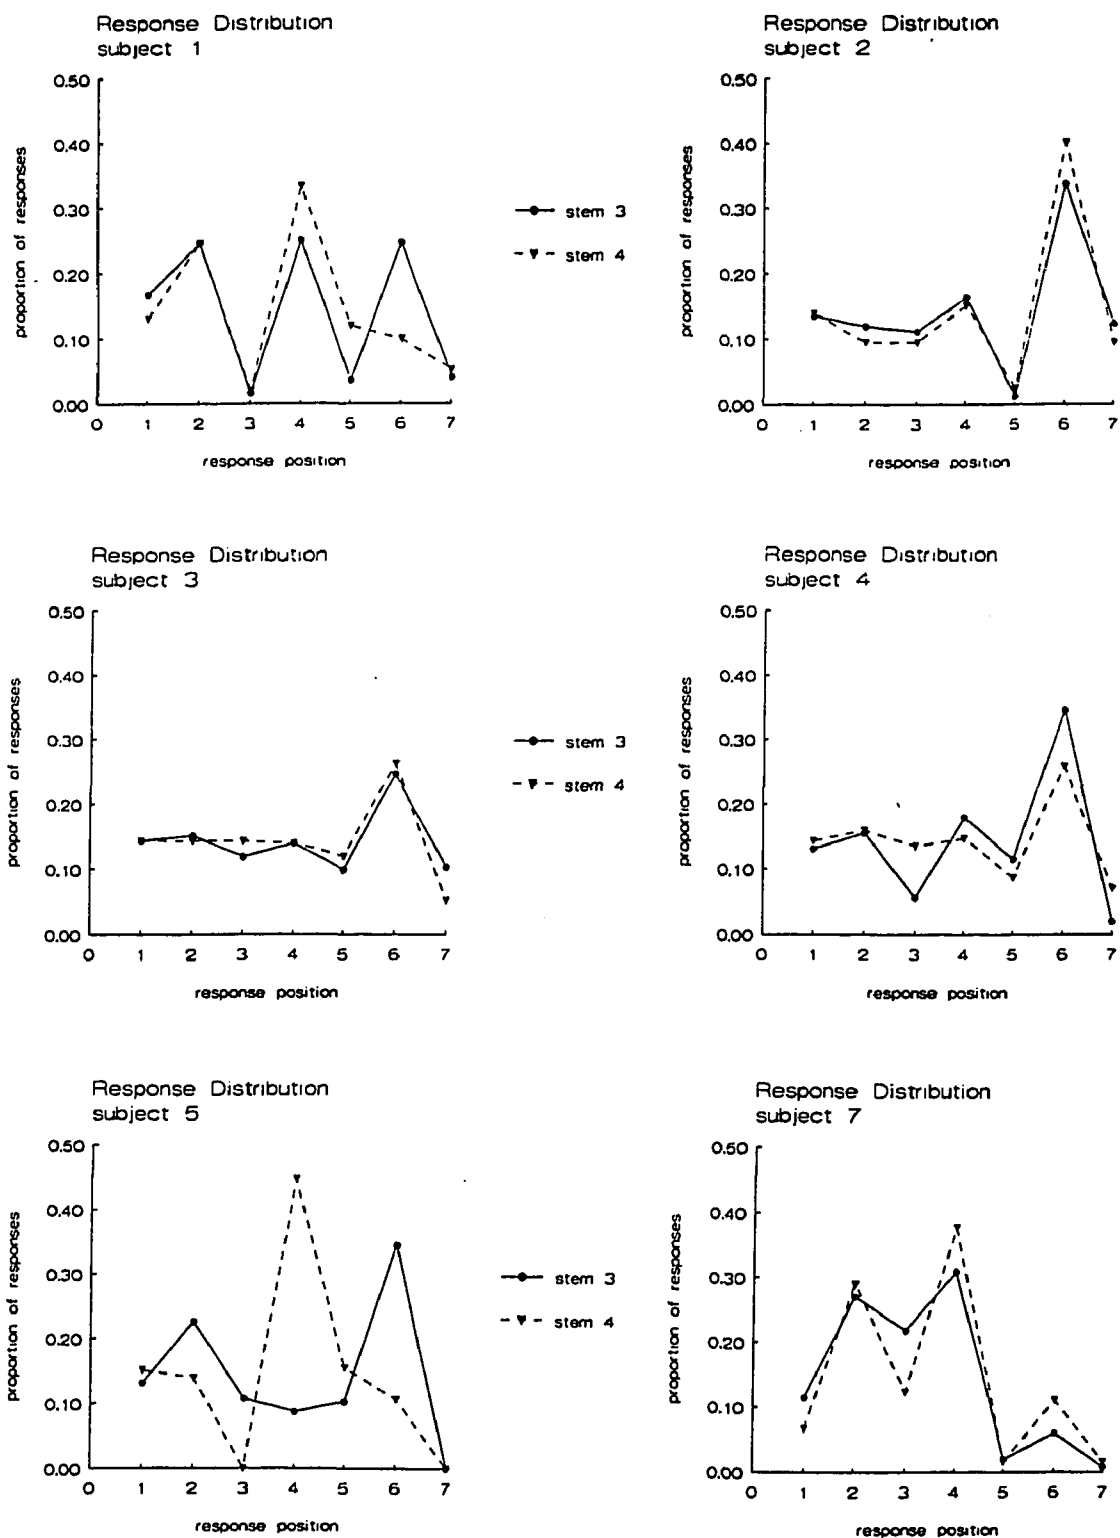 Response Distribution
subject 1
0.50
0.40
0.30
0.20
0.10
0.00
0 1 2 3 4 5 6 7
proportion of responses
response position
stem 3
stem 4
Response Distribution
subject 2
0.50
0.40
0.30
0.20
0.10
0.00
0 1 2 3 4 5 6 7
proportion of responses
response position
Response Distribution
subject 3
0.50
0.40
0.30
0.20
0.10
0.00
0 1 2 3 4 5 6 7
proportion of responses
response position
stem 3
stem 4
Response Distribution
subject 4
0.50
0.40
0.30
0.20
0.10
0.00
0 1 2 3 4 5 6 7
proportion of responses
response position
Response Distribution
subject 5
0.50
0.40
0.30
0.20
0.10
0.00
0 1 2 3 4 5 6 7
proportion of responses
response position
stem 3
stem 4
Response Distribution
subject 7
0.50
0.40
0.30
0.20
0.10
0.00
0 1 2 3 4 5 6 7
proportion of responses
response position